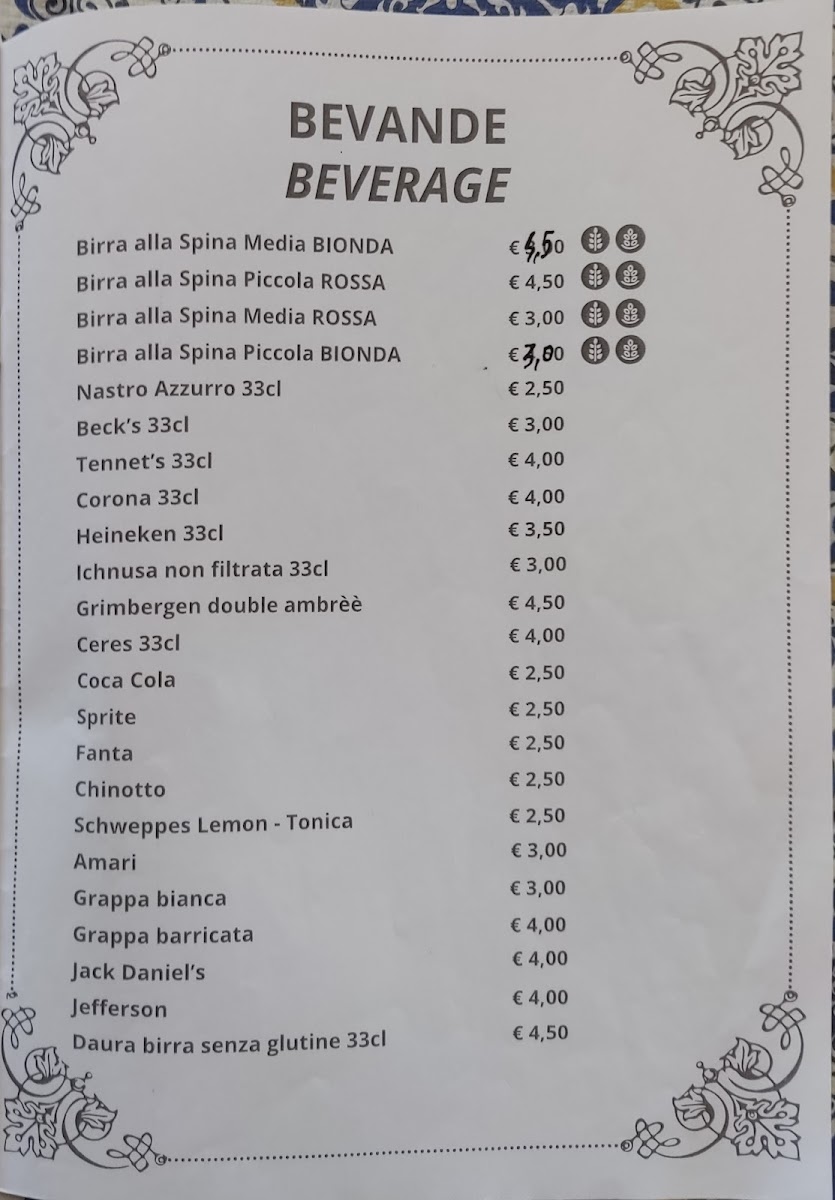 BEVANDE
BEVERAGE
Birra alla Spina Media BIONDA € 4,50
Birra alla Spina Piccola ROSSA € 4,50
Birra alla Spina Media ROSSA € 3,00
Birra alla Spina Piccola BIONDA € 3,00
Nastro Azzurro 33cl € 2,50
Beck's 33cl € 3,00
Tennet's 33cl € 4,00
Corona 33cl € 4,00
Heineken 33cl € 3,50
Ichnusa non filtrata 33cl € 3,00
Grimbergen double ambrèè € 4,50
Ceres 33cl € 4,00
Coca Cola € 2,50
Sprite € 2,50
Fanta € 2,50
Chinotto € 2,50
Schweppes Lemon - Tonica € 2,50
Amari € 3,00
Grappa bianca € 3,00
Grappa barricata € 4,00
Jack Daniel's € 4,00
Jefferson € 4,00
Daura birra senza glutine 33cl € 4,50